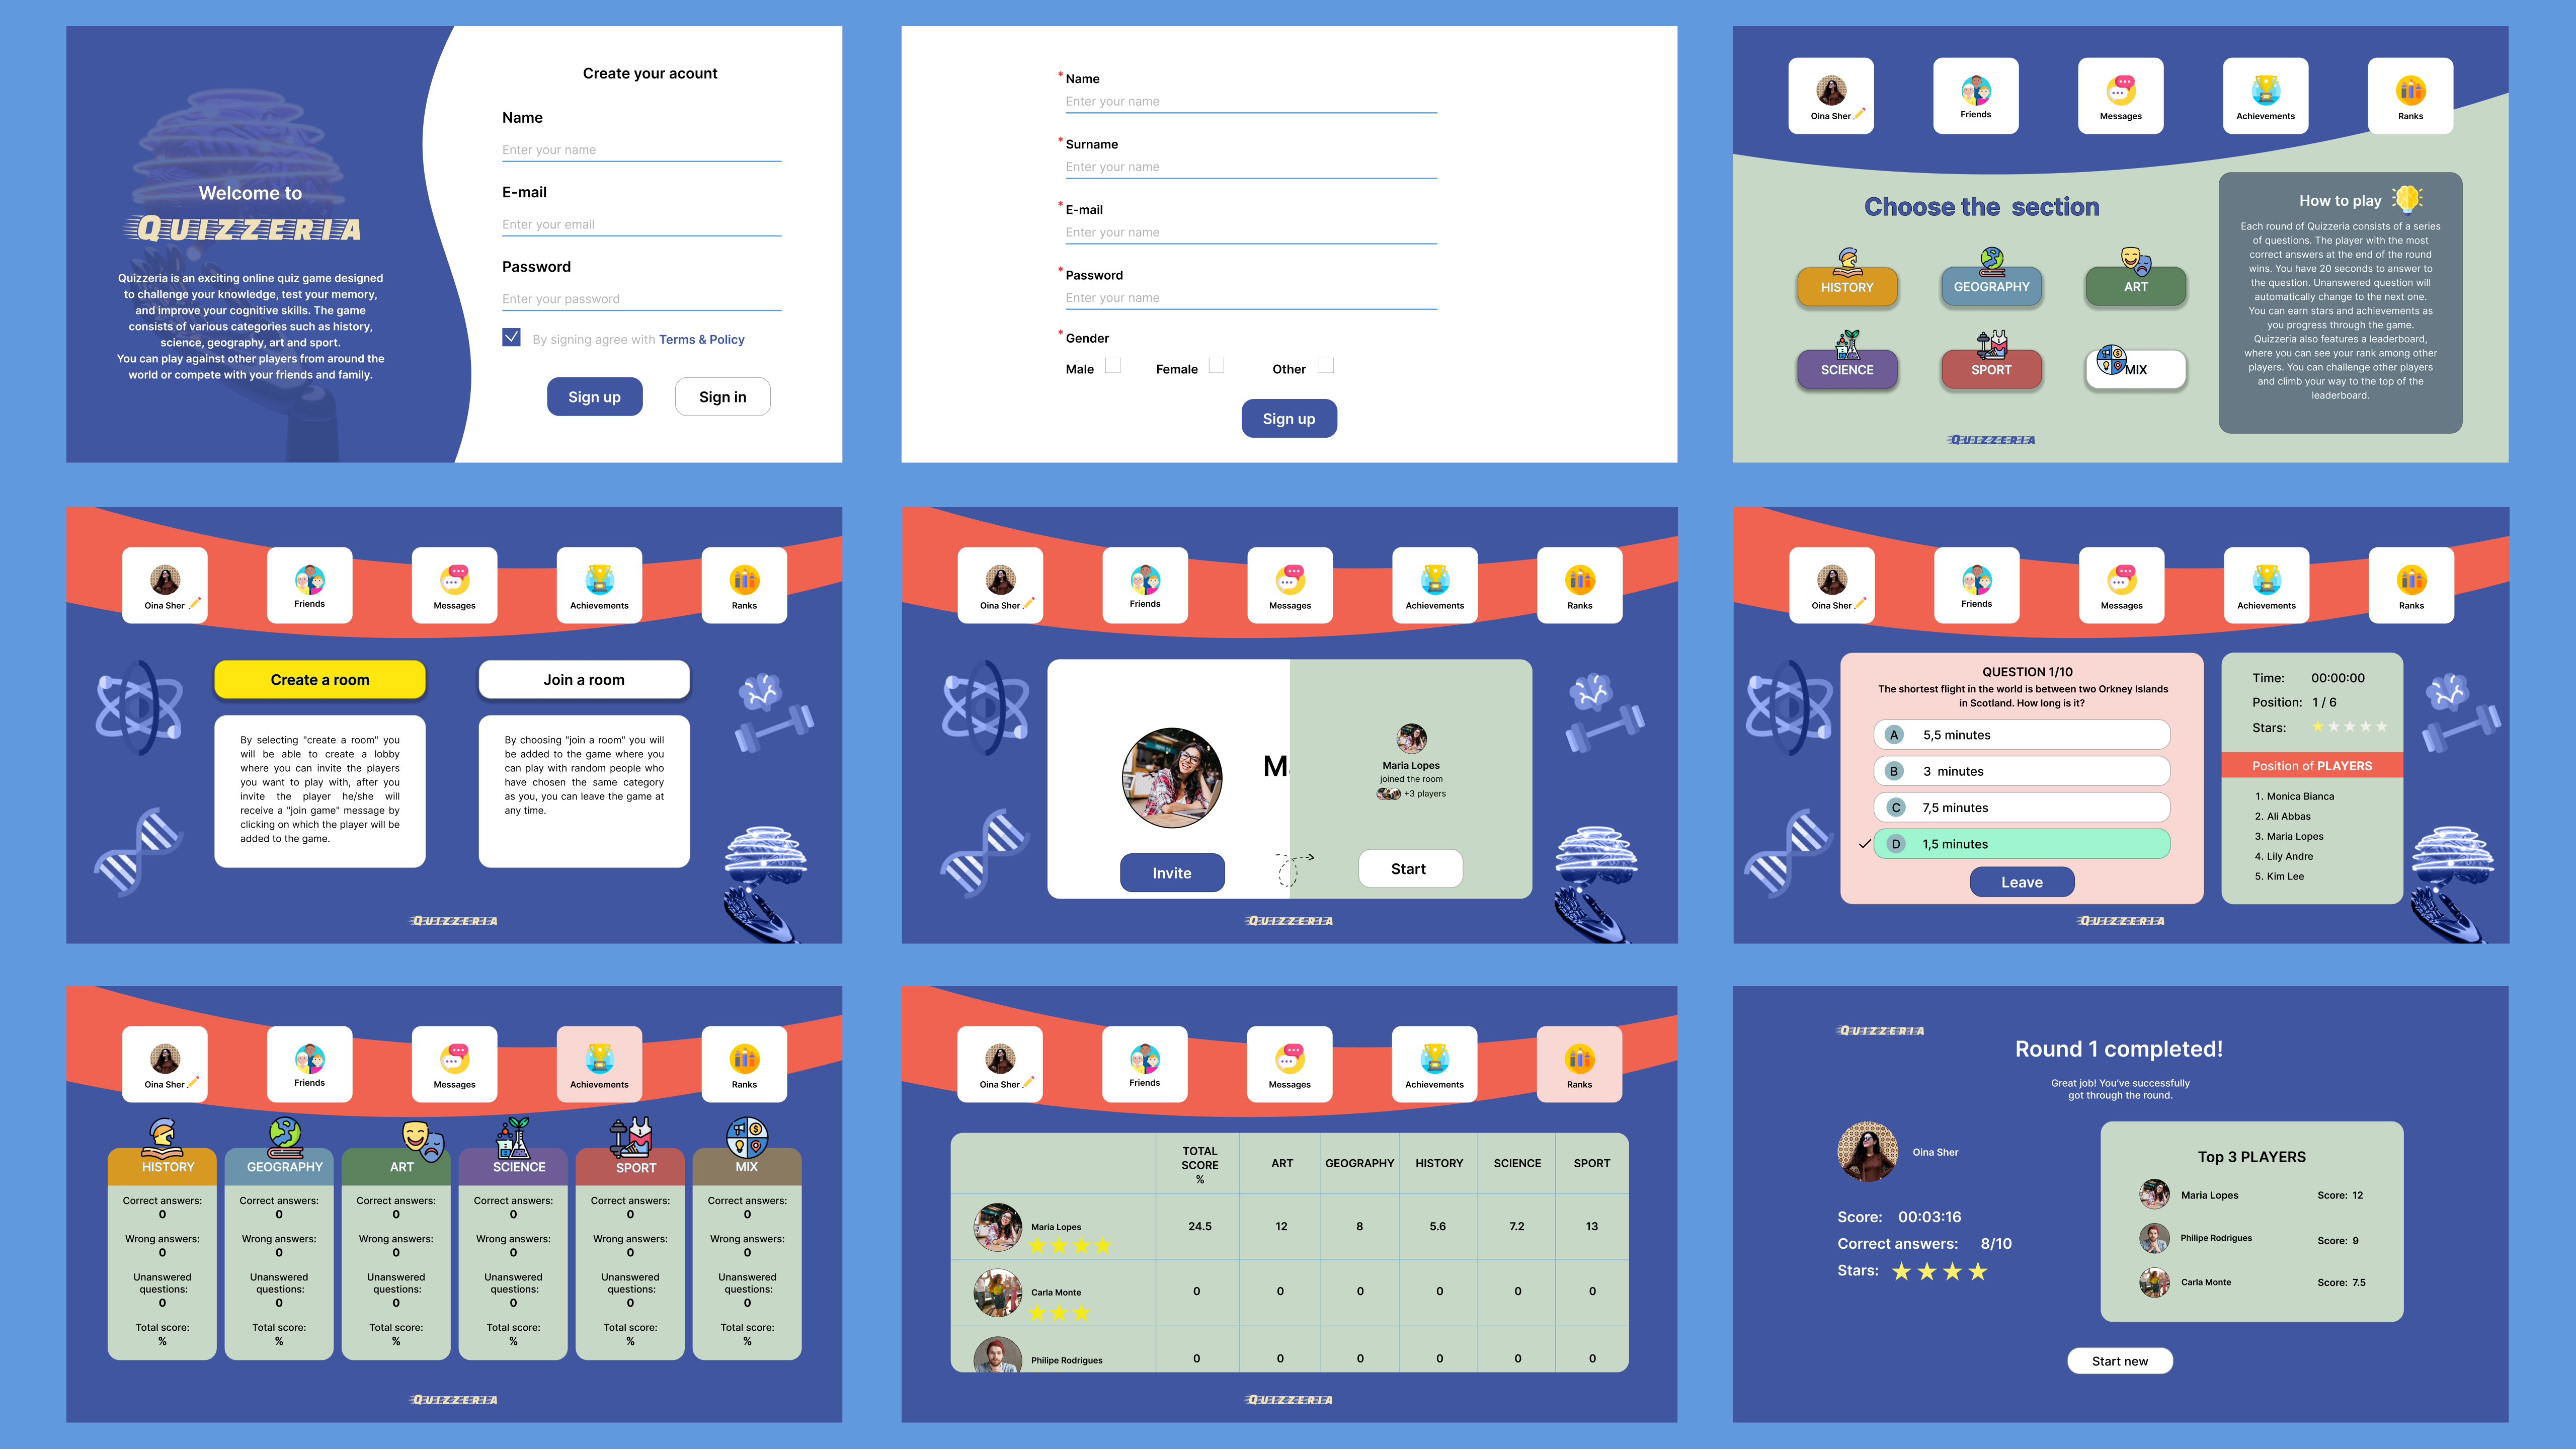 Welcome to
QUIZZERIA
Quizzeria is an exciting online quiz game designed
to challenge your knowledge, test your memory,
and improve your cognitive skills. The game
consists of various categories such as history,
science, geography, art and sport.
You can play against other players from around the
world or compete with your friends and family.
Create your acount
Name
Enter your name
E-mail
Enter your email
Password
Enter your password
By signing agree with Terms & Policy
Sign up Sign in
* Name
Enter your name
* Surname
Enter your name
* E-mail
Enter your name
* Password
Enter your name
* Gender
Male Female Other
Sign up
Oina Sher Friends Messages Achievements Ranks
Choose the section
HISTORY GEOGRAPHY ART
SCIENCE SPORT MIX
QUIZZERIA
How to play
Each round of Quizzeria consists of a series
of questions. The player with the most
correct answers at the end of the round
wins. You have 20 seconds to answer to
the question. Unanswered question will
automatically change to the next one.
You can earn stars and achievements as
you progress through the game.
Quizzeria also features a leaderboard,
where you can see your rank among other
players. You can challenge other players
and climb your way to the top of the
leaderboard.
Oina Sher Friends Messages Achievements Ranks
Create a room
By selecting "create a room" you
will be able to create a lobby
where you can invite the players
you want to play with, after you
invite the player he/she will
receive a "join game" message by
clicking on which the player will be
added to the game.
Join a room
By choosing "join a room" you will
be added to the game where you
can play with random people who
have chosen the same category
as you, you can leave the game at
any time.
QUIZZERIA
Oina Sher Friends Messages Achievements Ranks
M
Invite
Maria Lopes
joined the room
+3 players
Start
QUIZZERIA
Oina Sher Friends Messages Achievements Ranks
QUESTION 1/10
The shortest flight in the world is between two Orkney Islands
in Scotland. How long is it?
A 5,5 minutes
B 3 minutes
C 7,5 minutes
D 1,5 minutes
Leave
Time: 00:00:00
Position: 1 / 6
Stars:
Position of PLAYERS
1. Monica Bianca
2. Ali Abbas
3. Maria Lopes
4. Lily Andre
5. Kim Lee
QUIZZERIA
Oina Sher Friends Messages Achievements Ranks
HISTORY GEOGRAPHY ART SCIENCE SPORT MIX
Correct answers: Correct answers: Correct answers: Correct answers: Correct answers: Correct answers:
0 0 0 0 0 0
Wrong answers: Wrong answers: Wrong answers: Wrong answers: Wrong answers: Wrong answers:
0 0 0 0 0 0
Unanswered Unanswered Unanswered Unanswered Unanswered Unanswered
questions: questions: questions: questions: questions: questions:
0 0 0 0 0 0
Total score: Total score: Total score: Total score: Total score: Total score:
% % % % % %
QUIZZERIA
Oina Sher Friends Messages Achievements Ranks
TOTAL
SCORE
%
ART GEOGRAPHY HISTORY SCIENCE SPORT
Maria Lopes 24.5 12 8 5.6 7.2 13
Carla Monte 0 0 0 0 0 0
Philipe Rodrigues 0 0 0 0 0 0
QUIZZERIA
QUIZZERIA
Round 1 completed!
Great job! You've successfully
got through the round.
Oina Sher
Score: 00:03:16
Correct answers: 8/10
Stars:
Top 3 PLAYERS
Maria Lopes Score: 12
Philipe Rodrigues Score: 9
Carla Monte Score: 7.5
Start new